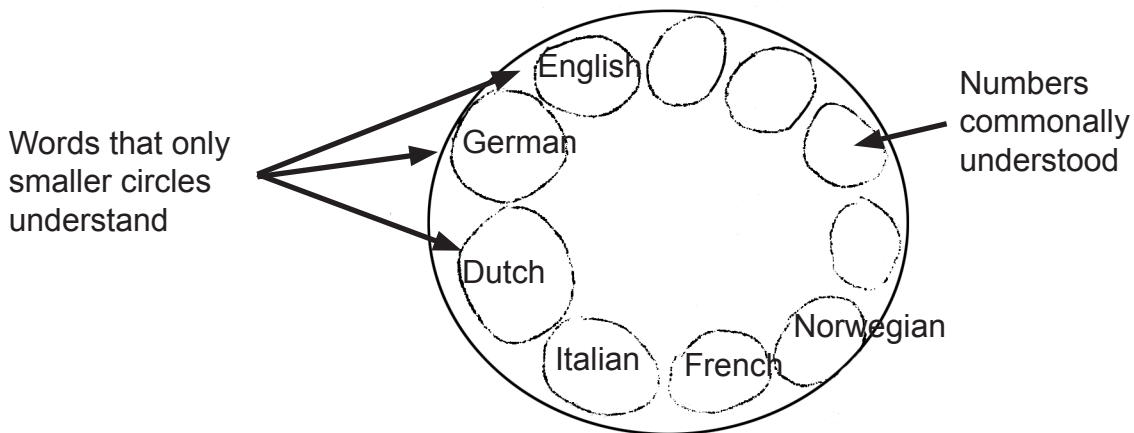 English
Numbers
commonally
understood
German
Words that only
smaller circles
understand
Dutch
Norwegian
Italian
French